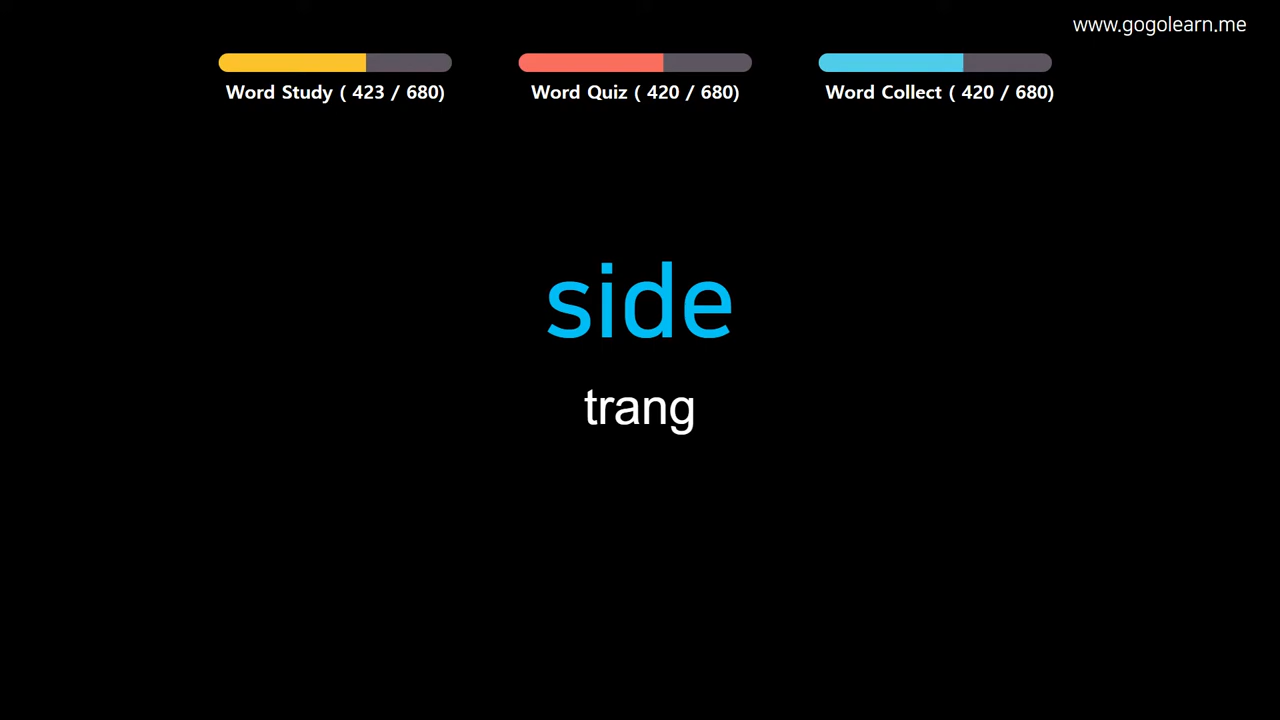 www.gogolearn.me
Word Study ( 423 / 680)
Word Quiz ( 420 / 680)
Word Collect ( 420 / 680)
side
trang